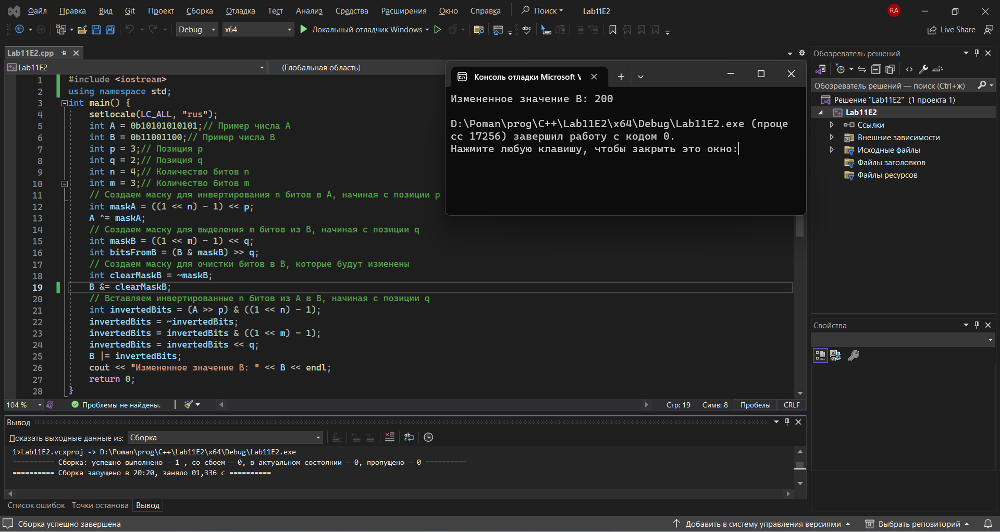 Файл Правка Вид Git Проект Сборка Отладка Тест Анализ Средства Расширения Окно Справка Поиск Lab11E2 RA
Debug x64 Локальный отладчик Windows Live Share
Lab11E2.cpp
Lab11E2 (Глобальная область)
1 #include <iostream>
2 using namespace std;
3 int main() {
4 setlocale(LC_ALL, "rus");
5 int A = 0b10101010101;// Пример числа A
6 int B = 0b11001100;// Пример числа B
7 int p = 3;// Позиция p
8 int q = 2;// Позиция q
9 int n = 4;// Количество битов n
10 int m = 3;// Количество битов m
11 // Создаем маску для инвертирования n битов в A, начиная с позиции p
12 int maskA = ((1 << n) - 1) << p;
13 A ^= maskA;
14 // Создаем маску для выделения m битов из B, начиная с позиции q
15 int maskB = ((1 << m) - 1) << q;
16 int bitsFromB = (B & maskB) >> q;
17 // Создаем маску для очистки битов в B, которые будут изменены
18 int clearMaskB = ~maskB;
19 B &= clearMaskB;
20 // Вставляем инвертированные n битов из A в B, начиная с позиции q
21 int invertedBits = (A >> p) & ((1 << n) - 1);
22 invertedBits = ~invertedBits;
23 invertedBits = invertedBits & ((1 << m) - 1);
24 invertedBits = invertedBits << q;
25 B |= invertedBits;
26 cout << "Измененное значение B: " << B << endl;
27 return 0;
28 }
104 % Проблемы не найдены. Стр: 19 Симв: 8 Пробелы CRLF
Консоль отладки Microsoft V
Измененное значение B: 200
D:\Poman\prog\C++\Lab11E2\x64\Debug\Lab11E2.exe (проце
сс 17256) завершил работу с кодом 0.
Нажмите любую клавишу, чтобы закрыть это окно:
Обозреватель решений
Обозреватель решений — поиск (Ctrl+ж)
Решение "Lab11E2" (1 проекта 1)
Lab11E2
Ссылки
Внешние зависимости
Исходные файлы
Файлы заголовков
Файлы ресурсов
Свойства
Вывод
Показать выходные данные из: Сборка
1>Lab11E2.vcxproj -> D:\Poman\prog\C++\Lab11E2\x64\Debug\Lab11E2.exe
========== Сборка: успешно выполнено — 1 , со сбоем — 0, в актуальном состоянии — 0, пропущено — 0 ==========
========== Сборка запущено в 20:20, заняло 01,336 с ==========
Список ошибок Точки останова Вывод
Сборка успешно завершена Добавить в систему управления версиями Выбрать репозиторий